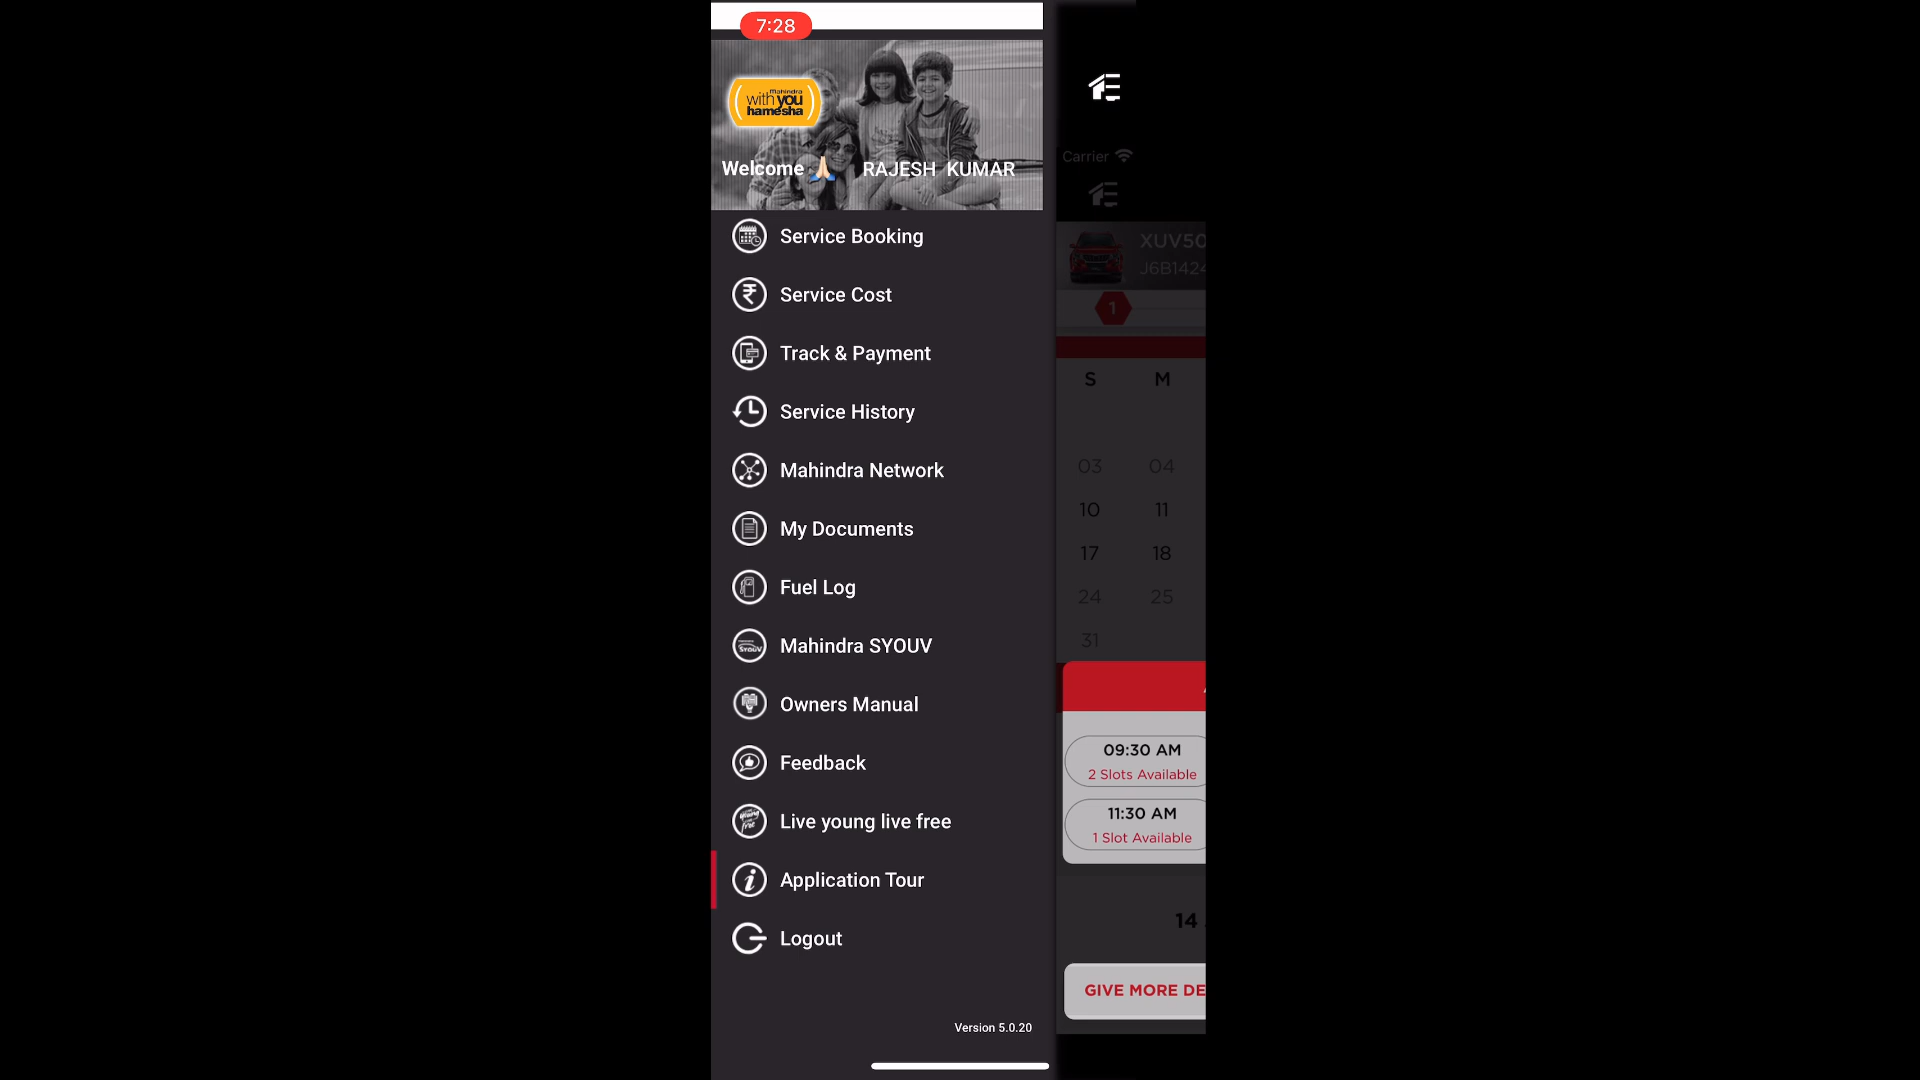 7:28
Mahindra
with you
hamesha
Welcome 🙏🏻 RAJESH KUMAR
Service Booking
Service Cost
Track & Payment
Service History
Mahindra Network
My Documents
Fuel Log
SYOUV
Mahindra SYOUV
Owners Manual
Feedback
young
free
Live young live free
Application Tour
Logout
Version 5.0.20
Carrier
XUV50
J6B1424
1
S M
03 04
10 11
17 18
24 25
31
09:30 AM
2 Slots Available
11:30 AM
1 Slot Available
14
GIVE MORE DE